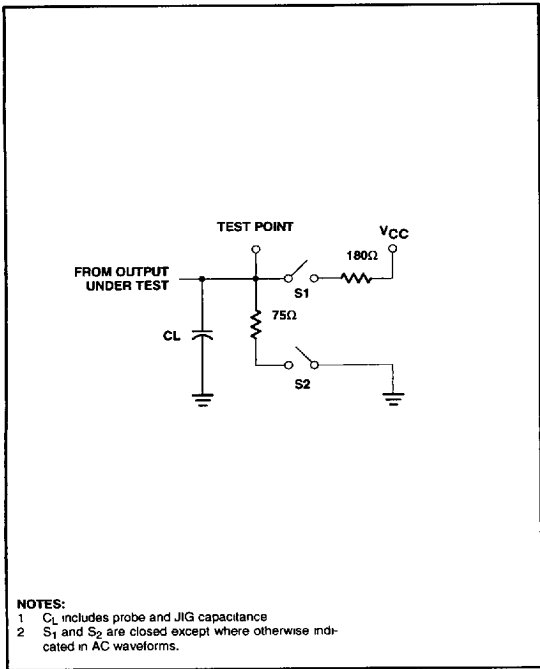 TEST POINT
VCC
180Ω
FROM OUTPUT
UNDER TEST
S1
75Ω
CL
S2
NOTES:
1 CL includes probe and JIG capacitance
2 S1 and S2 are closed except where otherwise indi-
cated in AC waveforms.